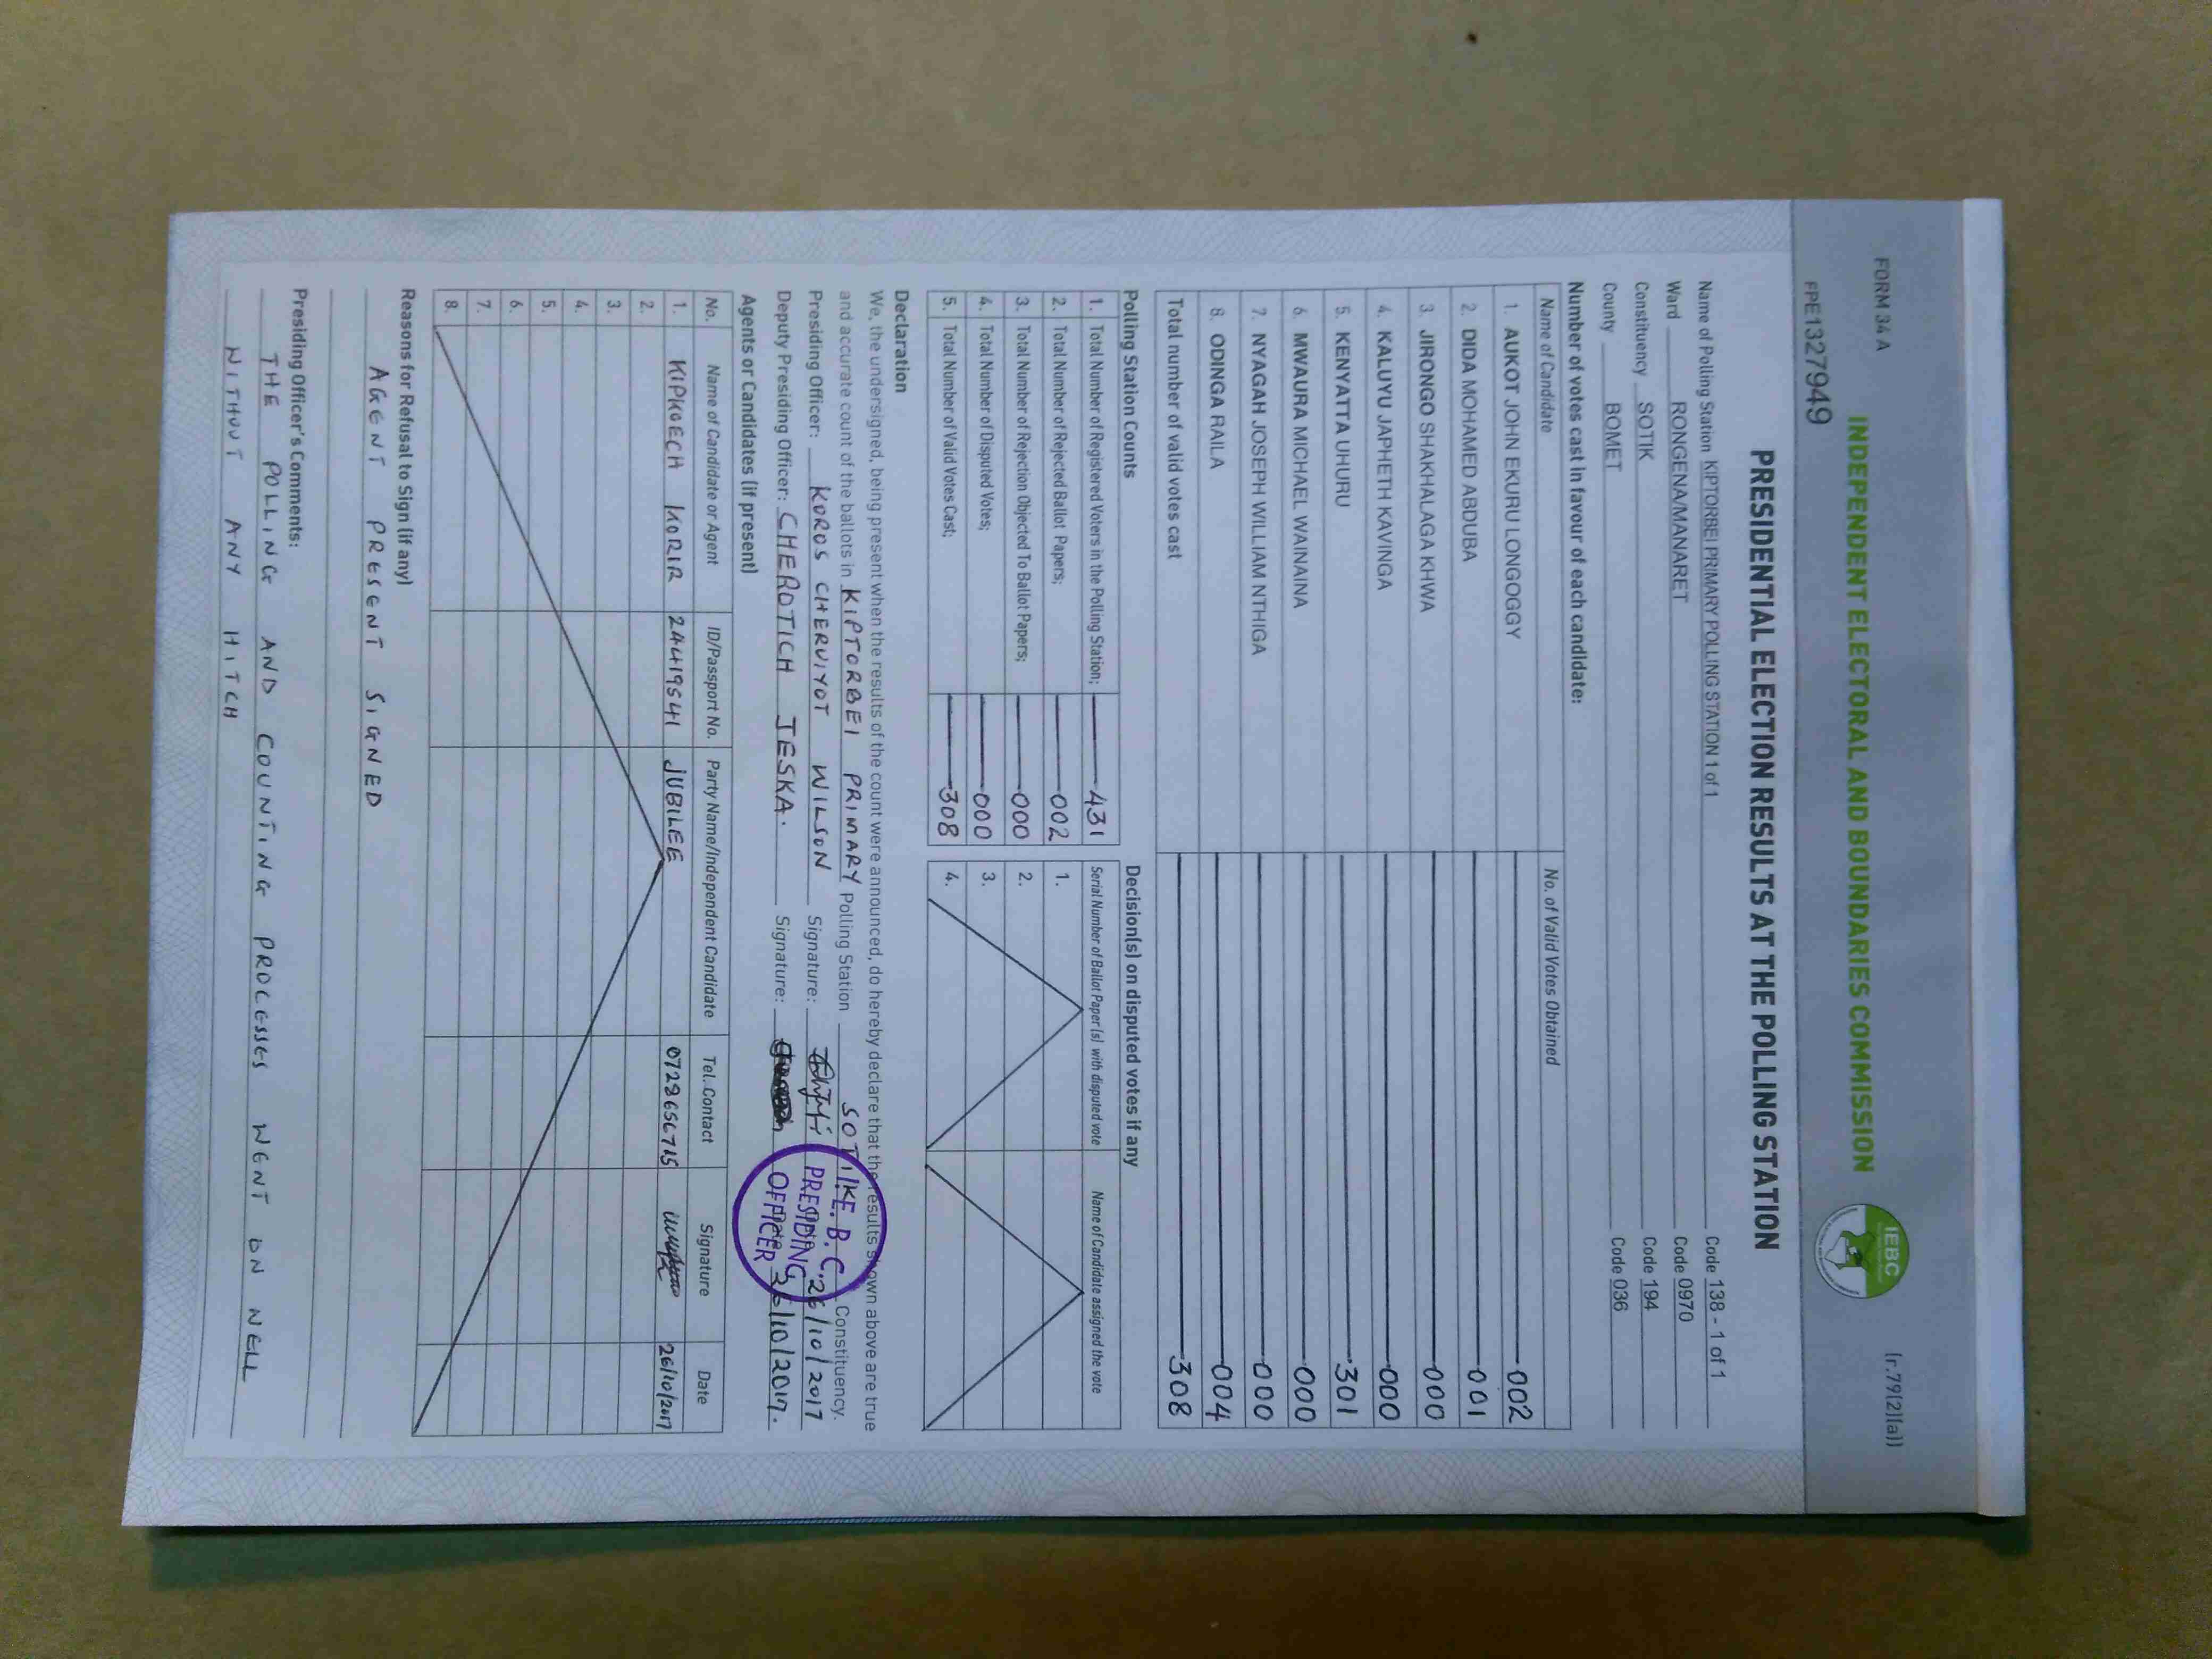 FORM 34 A
(r.79(2)(a))
INDEPENDENT ELECTORAL AND BOUNDARIES COMMISSION
IEBC
FPE1327949
PRESIDENTIAL ELECTION RESULTS AT THE POLLING STATION
Name of Polling Station KIPTORBEI PRIMARY POLLING STATION 1 of 1 Code 138 - 1 of 1
Ward RONGENA/MANARET Code 0970
Constituency SOTIK Code 194
County BOMET Code 036
Number of votes cast in favour of each candidate:
Name of Candidate No. of Valid Votes Obtained
1. AUKOT JOHN EKURU LONGOGGY 002
2. DIDA MOHAMED ABDUBA 001
3. JIRONGO SHAKHALAGA KHWA 000
4. KALUYU JAPHETH KAVINGA 000
5. KENYATTA UHURU 301
6. MWAURA MICHAEL WAINAINA 000
7. NYAGAH JOSEPH WILLIAM NTHIGA 000
8. ODINGA RAILA 004
Total number of valid votes cast 308
Polling Station Counts
1. Total Number of Registered Voters in the Polling Station; 431
2. Total Number of Rejected Ballot Papers; 002
3. Total Number of Rejection Objected To Ballot Papers; 000
4. Total Number of Disputed Votes; 000
5. Total Number of Valid Votes Cast; 308
Decision(s) on disputed votes if any
Serial Number of Ballot Paper(s) with disputed vote Name of Candidate assigned the vote
1.
2.
3.
4.
Declaration
We, the undersigned, being present when the results of the count were announced, do hereby declare that the results shown above are true
and accurate count of the ballots in KIPTORBEI PRIMARY Polling Station SOTIK Constituency.
Presiding Officer: KOROS CHERUIYOT WILSON Signature: 26/10/2017
Deputy Presiding Officer: CHEROTICH JESKA. Signature: Date 26/10/2017.
I.E.B.C.
PRESIDING
OFFICER
Agents or Candidates (if present)
No. Name of Candidate or Agent ID/Passport No. Party Name/Independent Candidate Tel. Contact Signature Date
1. KIPKOECH KORIR 24419541 JUBILEE 0728656715 26/10/2017
2.
3.
4.
5.
6.
7.
8.
Reasons for Refusal to Sign (if any)
AGENT PRESENT SIGNED
Presiding Officer's Comments:
THE POLLING AND COUNTING PROCESSES WENT ON WELL
WITHOUT ANY HITCH